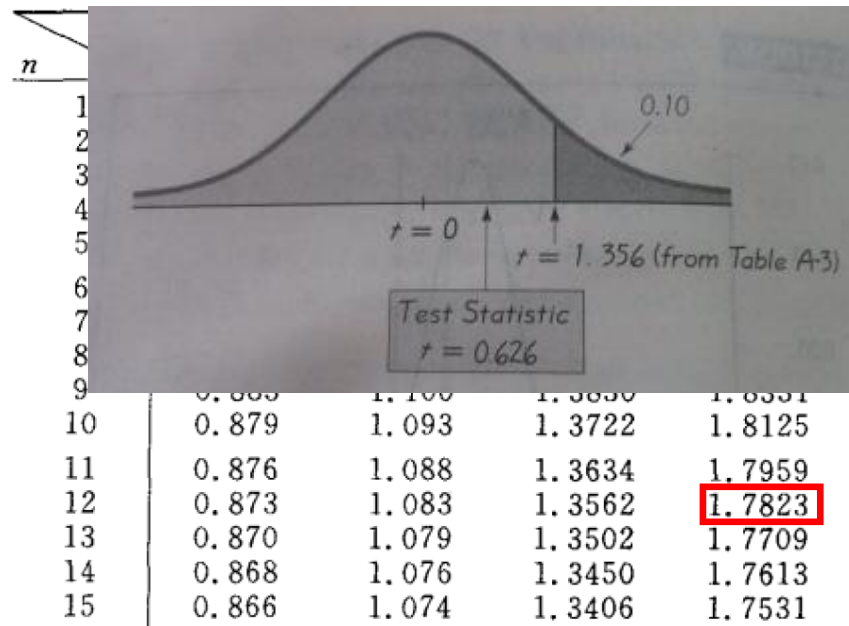 n
1
2
3
4
5
6
7
8
0.10
t = 0
t = 1.356 (from Table A-3)
Test Statistic
t = 0.626
9
10 0.879 1.093 1.3722 1.8125
11 0.876 1.088 1.3634 1.7959
12 0.873 1.083 1.3562 1.7823
13 0.870 1.079 1.3502 1.7709
14 0.868 1.076 1.3450 1.7613
15 0.866 1.074 1.3406 1.7531